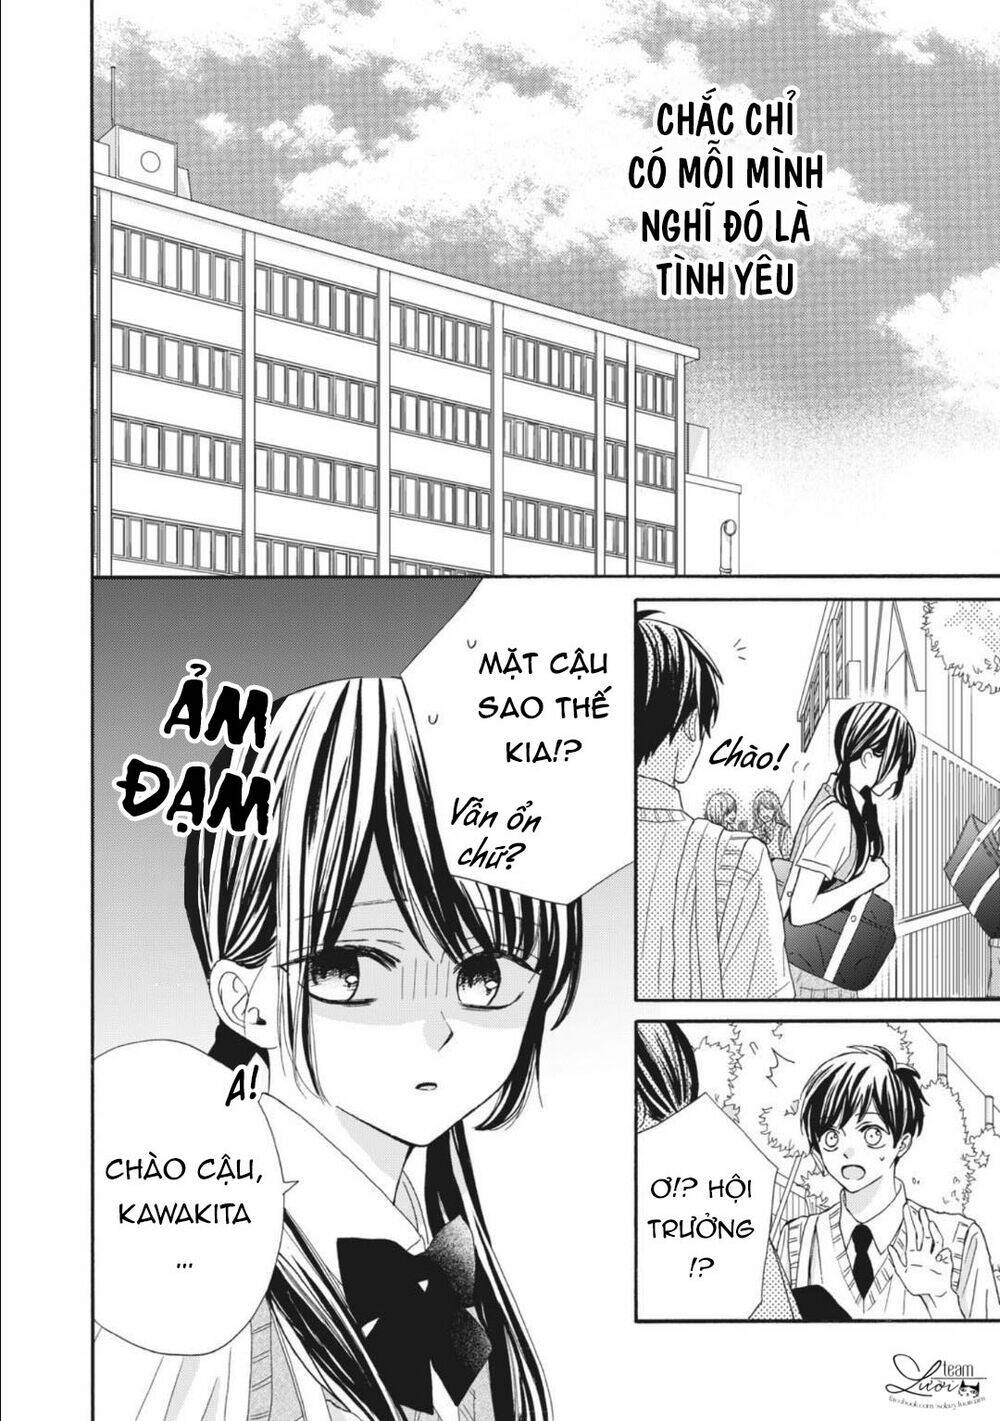 CHẮC CHỈ
CÓ MỖI MÌNH
NGHĨ ĐÓ LÀ
TÌNH YÊU
Chào!
Ơ!? HỘI
TRƯỞNG
!?
MẶT CẬU
SAO THẾ
KIA!?
Vẫn ổn
chứ?
ẢM
ĐẠM
A!
CHÀO CẬU,
KAWAKITA
...
team
Lười